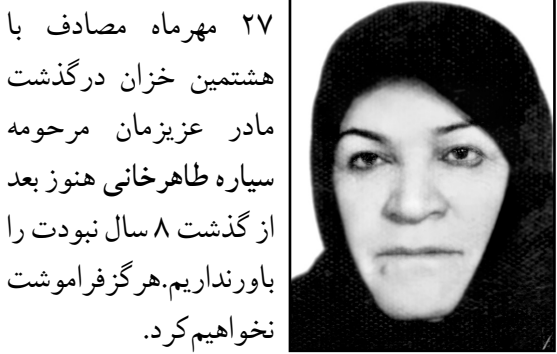 ۲۷ مهرماه مصادف با
هشتمین خزان درگذشت
مادر عزیزمان مرحومه
سیاره طاهرخانی هنوز بعد
از گذشت ۸ سال نبودت را
باورنداریم.هرگزفراموشت
نخواهیم‌کرد.